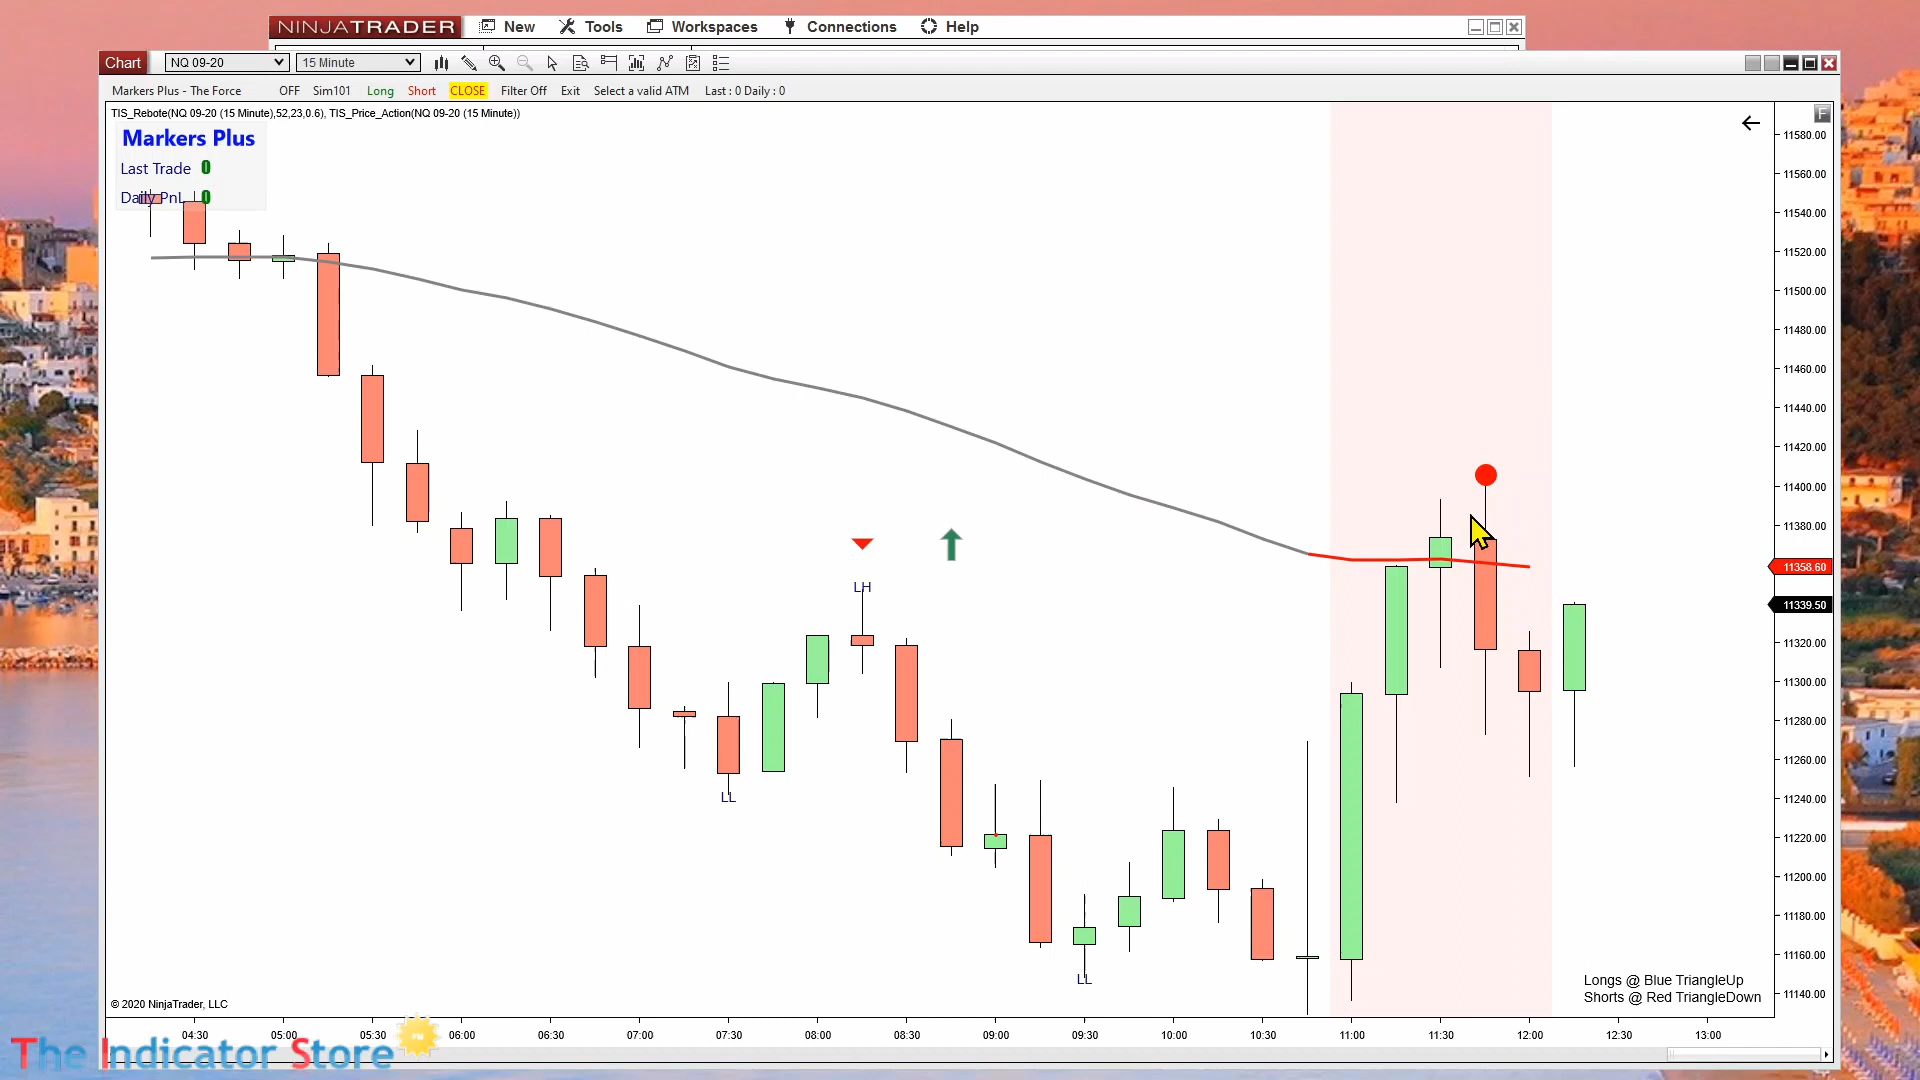 NINJATRADER New Tools Workspaces Connections Help
Chart NQ 09-20 15 Minute
Markers Plus - The Force OFF Sim101 Long Short CLOSE Filter Off Exit Select a valid ATM Last : 0 Daily : 0
TIS_Rebote(NQ 09-20 (15 Minute),52,23,0.6), TIS_Price_Action(NQ 09-20 (15 Minute))
F
Markers Plus
Last Trade 0
Daily PnL 0
11580.00
11560.00
11540.00
11520.00
11500.00
11480.00
11460.00
11440.00
11420.00
11400.00
11380.00
11358.60
11339.50
11320.00
11300.00
11280.00
11260.00
11240.00
11220.00
11200.00
11180.00
11160.00
11140.00
LH
LL
LL
Longs @ Blue TriangleUp
Shorts @ Red TriangleDown
© 2020 NinjaTrader, LLC
04:30 05:00 05:30 06:00 06:30 07:00 07:30 08:00 08:30 09:00 09:30 10:00 10:30 11:00 11:30 12:00 12:30 13:00
The Indicator Store